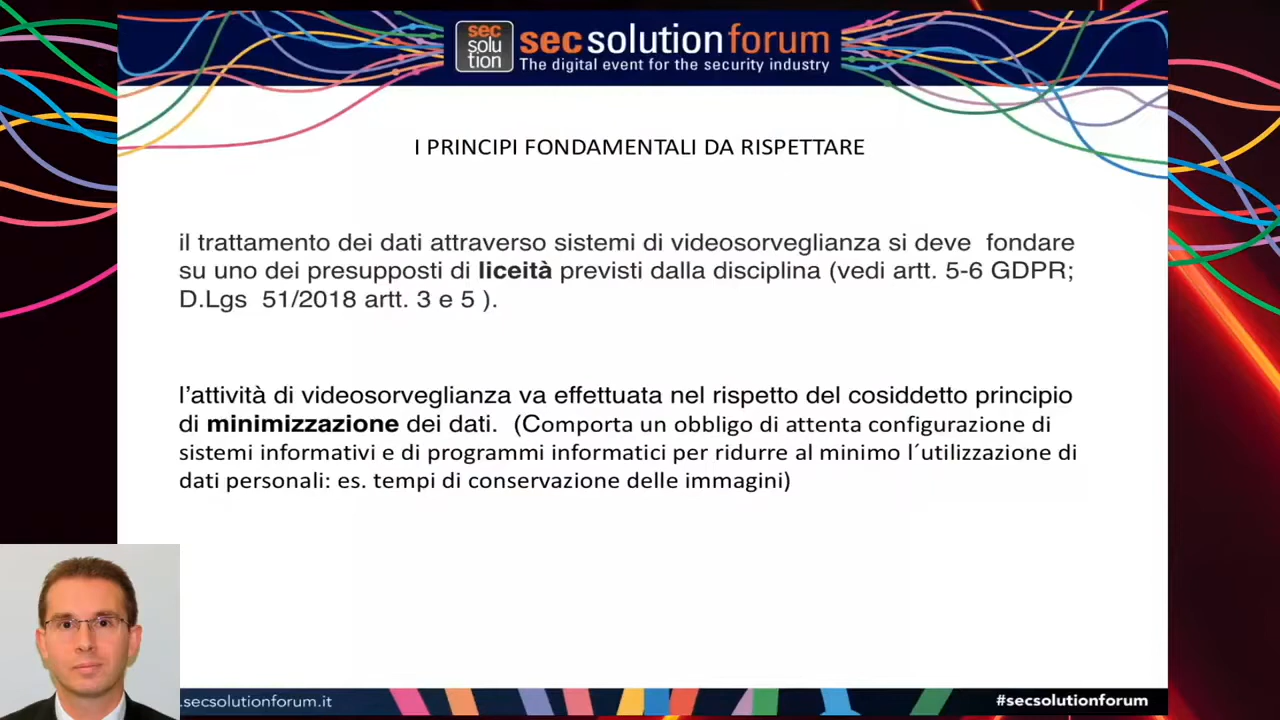 sec
solu
tion
secsolutionforum
The digital event for the security industry
I PRINCIPI FONDAMENTALI DA RISPETTARE
il trattamento dei dati attraverso sistemi di videosorveglianza si deve  fondare
su uno dei presupposti di liceità previsti dalla disciplina (vedi artt. 5-6 GDPR;
D.Lgs  51/2018 artt. 3 e 5 ).
l’attività di videosorveglianza va effettuata nel rispetto del cosiddetto principio
di minimizzazione dei dati.  (Comporta un obbligo di attenta configurazione di
sistemi informativi e di programmi informatici per ridurre al minimo l´utilizzazione di
dati personali: es. tempi di conservazione delle immagini)
.secsolutionforum.it
#secsolutionforum